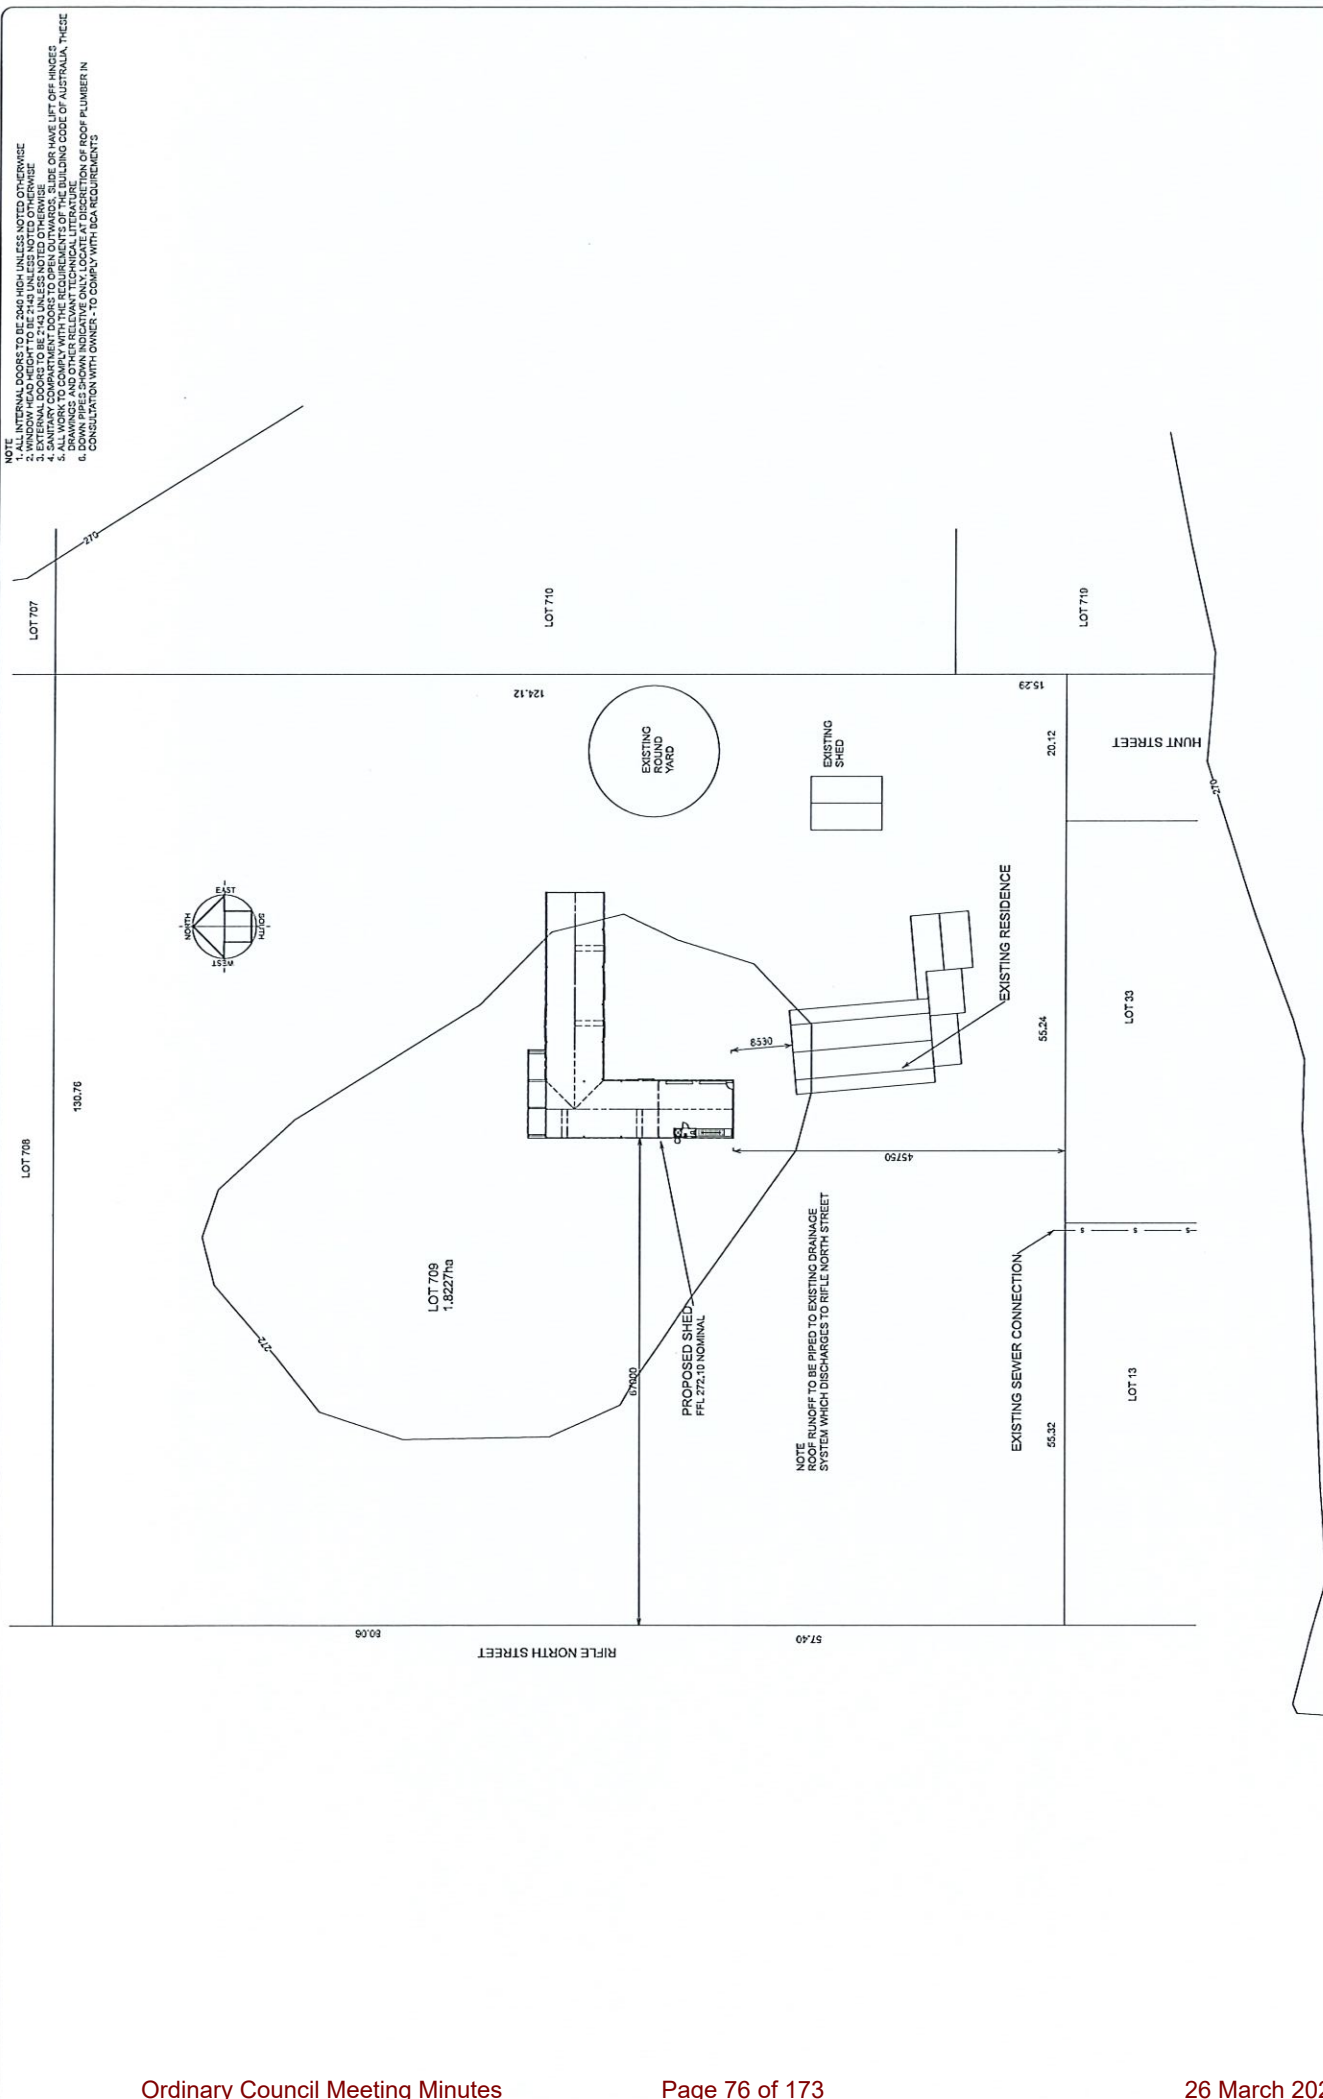 NOTE
1. ALL INTERNAL DOORS TO BE 2040 HIGH UNLESS NOTED OTHERWISE
2. WINDOW HEAD HEIGHT TO BE 2143 UNLESS NOTED OTHERWISE
3. EXTERNAL DOORS TO BE 2143 UNLESS NOTED OTHERWISE
4. SANITARY COMPARTMENT DOORS TO OPEN OUTWARDS, SLIDE OR HAVE LIFT OFF HINGES
5. ALL WORK TO COMPLY WITH THE REQUIREMENTS OF THE BUILDING CODE OF AUSTRALIA, THESE
DRAWINGS AND OTHER RELEVANT TECHNICAL LITERATURE
6. DOWN PIPES SHOWN INDICATIVE ONLY. LOCATE AT DISCRETION OF ROOF PLUMBER IN
CONSULTATION WITH OWNER - TO COMPLY WITH BCA REQUIREMENTS
270
LOT 707
LOT 710
LOT 719
124.12
15.29
EXISTING
ROUND
YARD
EXISTING
SHED
20.12
HUNT STREET
270
NORTH
EAST
SOUTH
WEST
EXISTING RESIDENCE
8530
55.24
LOT 33
130.76
LOT 708
45750
LOT 709
1.8227ha
272
PROPOSED SHED
FFL 272.10 NOMINAL
67000
NOTE
ROOF RUNOFF TO BE PIPED TO EXISTING DRAINAGE
SYSTEM WHICH DISCHARGES TO RIFLE NORTH STREET
EXISTING SEWER CONNECTION
S
S
S
55.32
LOT 13
80.06
57.40
RIFLE NORTH STREET
Ordinary Council Meeting Minutes
Page 76 of 173
26 March 202